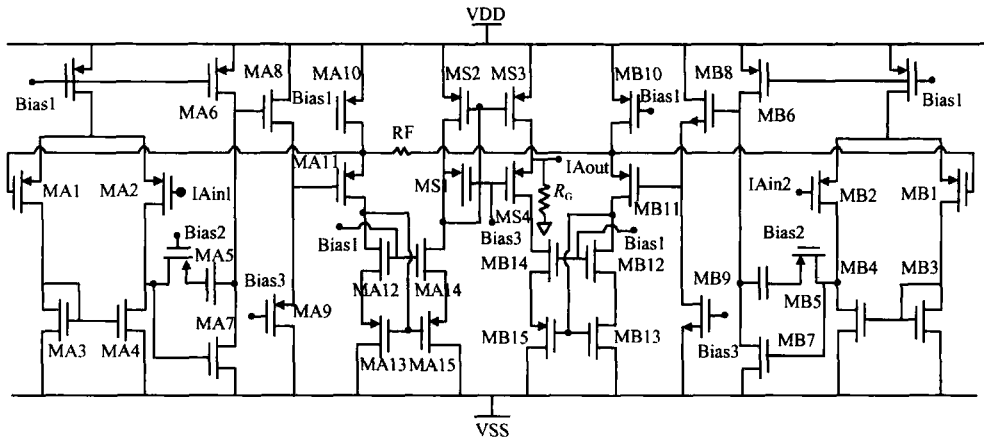 VDD
MA8 MA10 MS2 MS3 MB10 MB8
Bias1 MA6 Bias1 Bias1 MB6 Bias1
RF
MA1 MA2 IAin1 MA11 MS1 MS4 IAout RG MB11 IAin2 MB2 MB1
Bias2 Bias1 Bias3 Bias1 Bias2
MA5 Bias3 MB14 MB12 MB9 MB4 MB3
MA7 MA9 MA12 MA14 MB5
MA3 MA4 MB15 MB13 Bias3 MB7
MA13 MA15
VSS